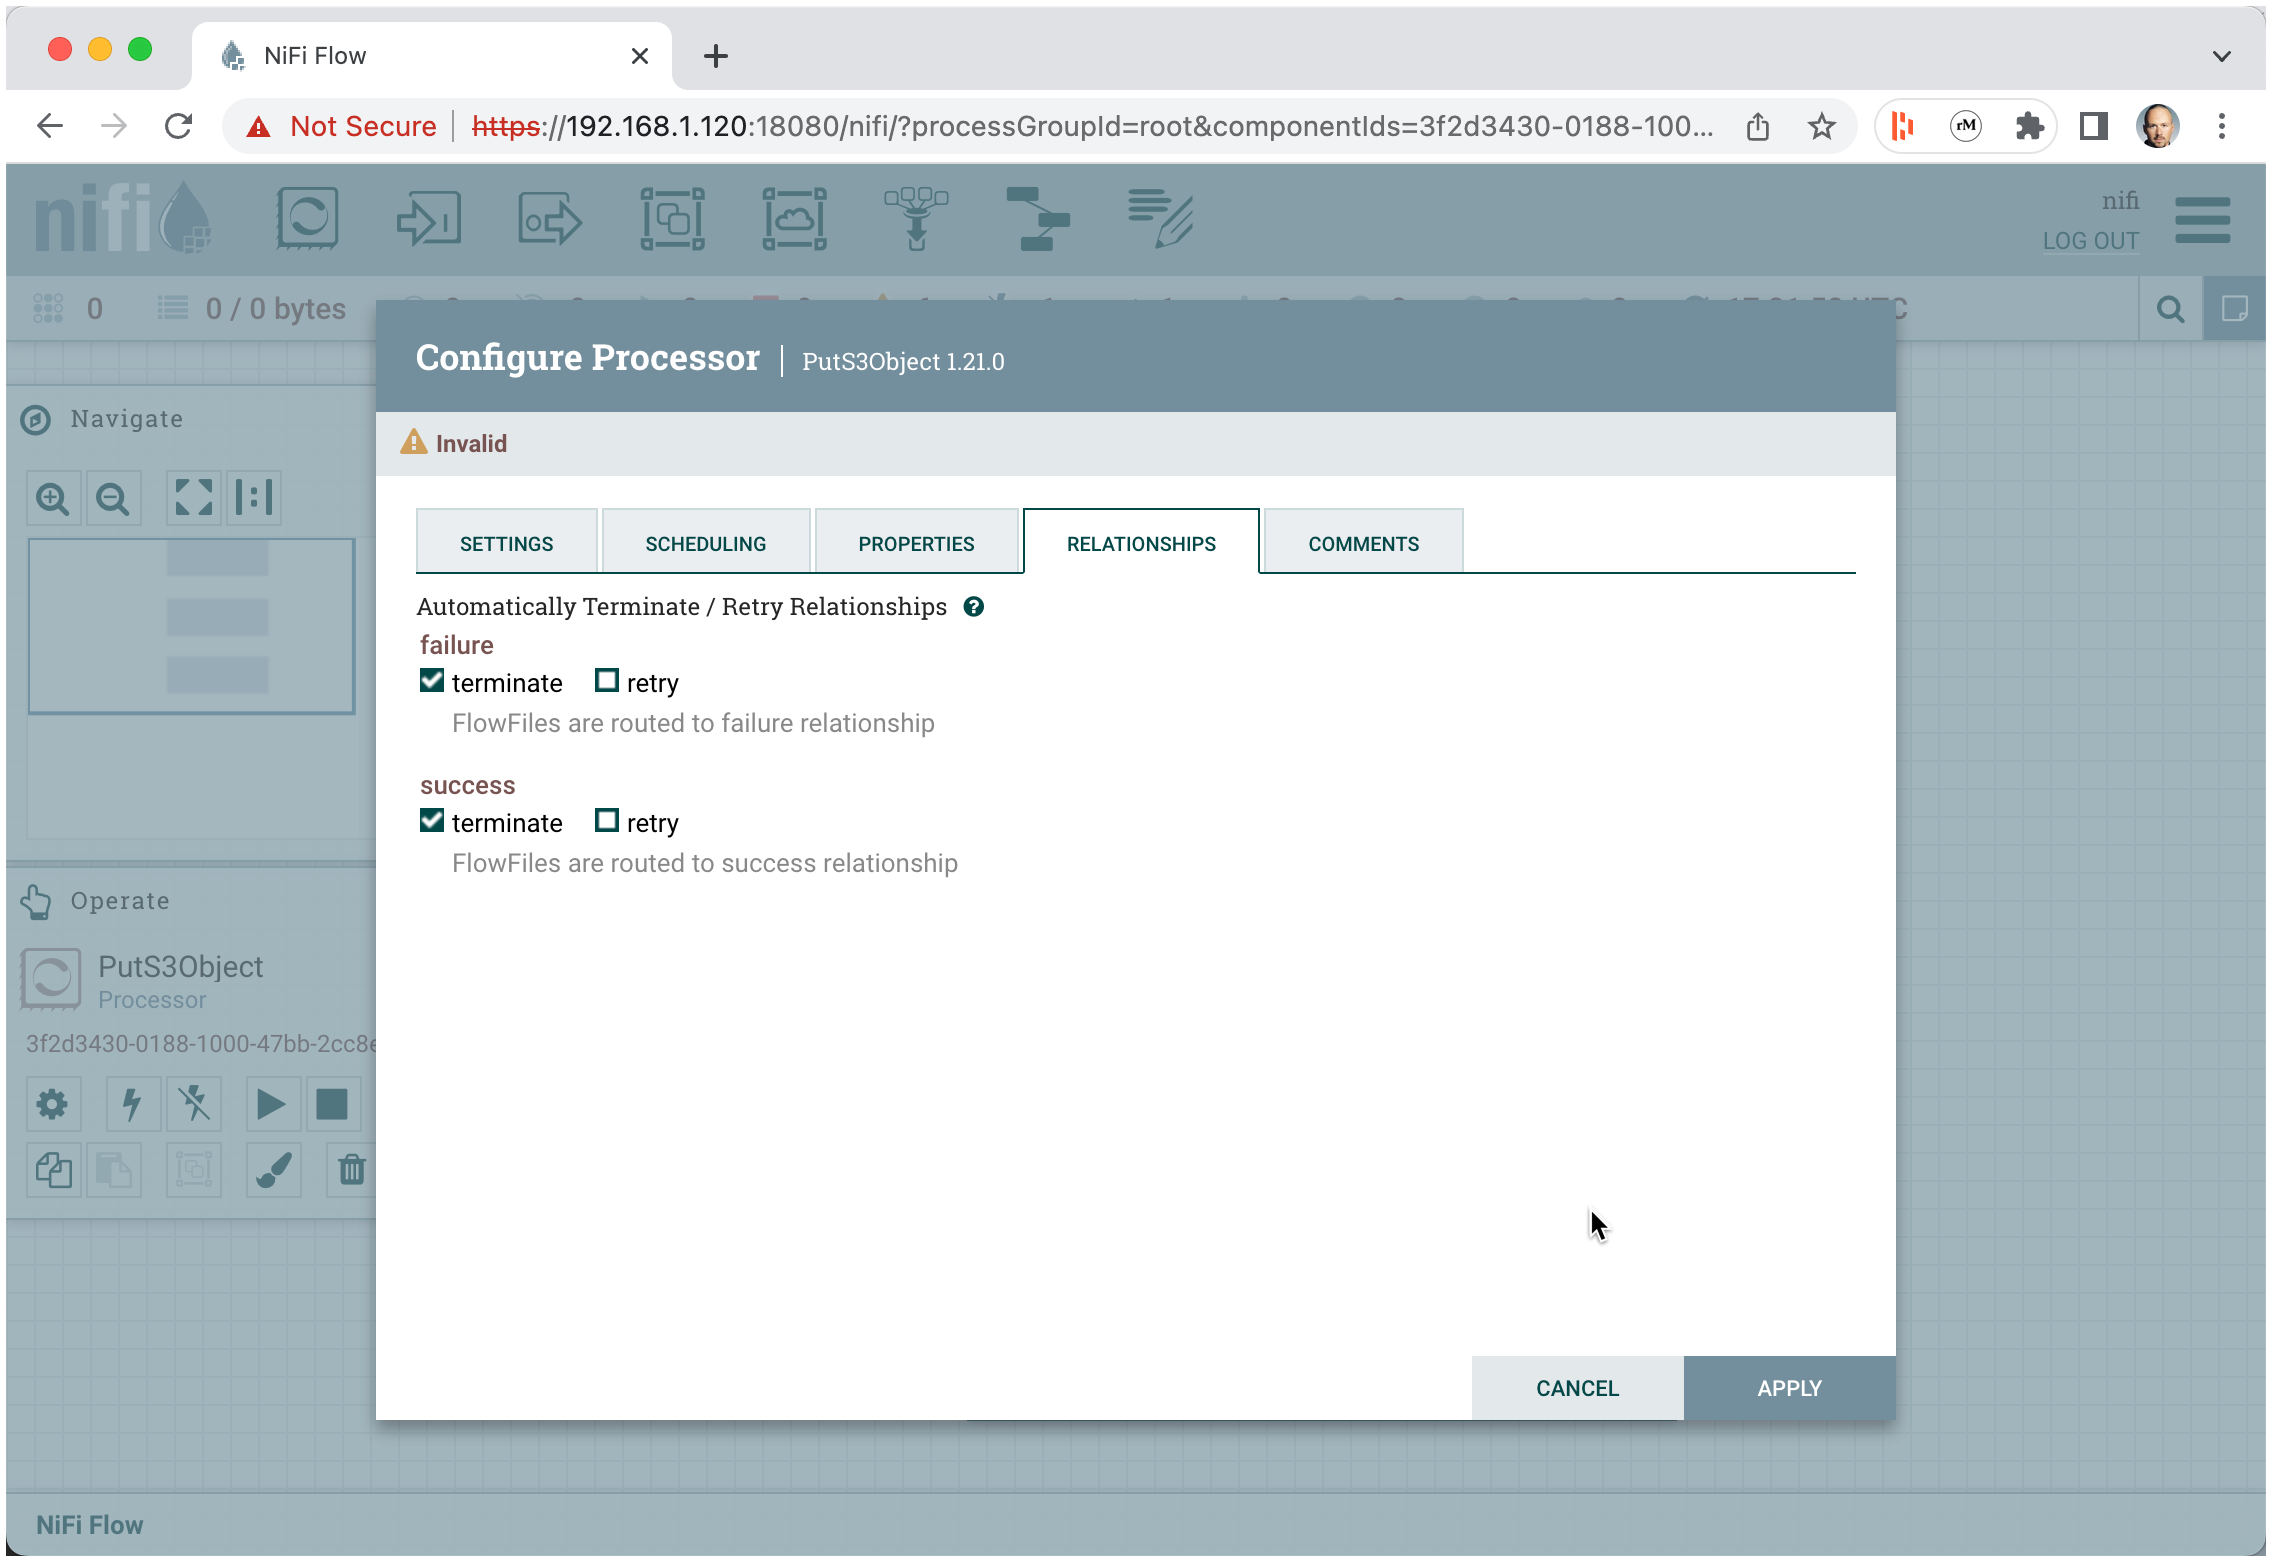 NiFi Flow
Not Secure https://192.168.1.120:18080/nifi/?processGroupId=root&componentIds=3f2d3430-0188-100...
rM
nifi
nifi
LOG OUT
0 0 / 0 bytes
Configure Processor PutS3Object 1.21.0
Invalid
Navigate
SETTINGS SCHEDULING PROPERTIES RELATIONSHIPS COMMENTS
Automatically Terminate / Retry Relationships
failure
terminate retry
FlowFiles are routed to failure relationship
success
terminate retry
FlowFiles are routed to success relationship
Operate
PutS3Object
Processor
3f2d3430-0188-1000-47bb-2cc8e
CANCEL APPLY
NiFi Flow